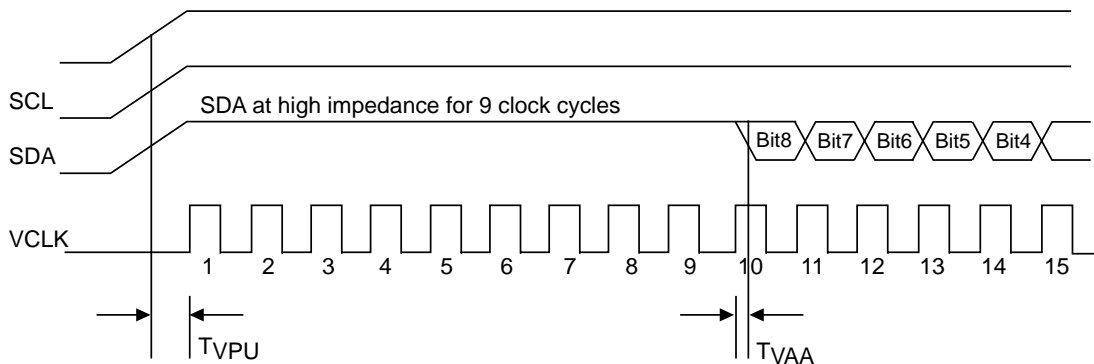 SCL
SDA at high impedance for 9 clock cycles
SDA
Bit8 Bit7 Bit6 Bit5 Bit4
VCLK
1 2 3 4 5 6 7 8 9 10 11 12 13 14 15
TVPU TVAA